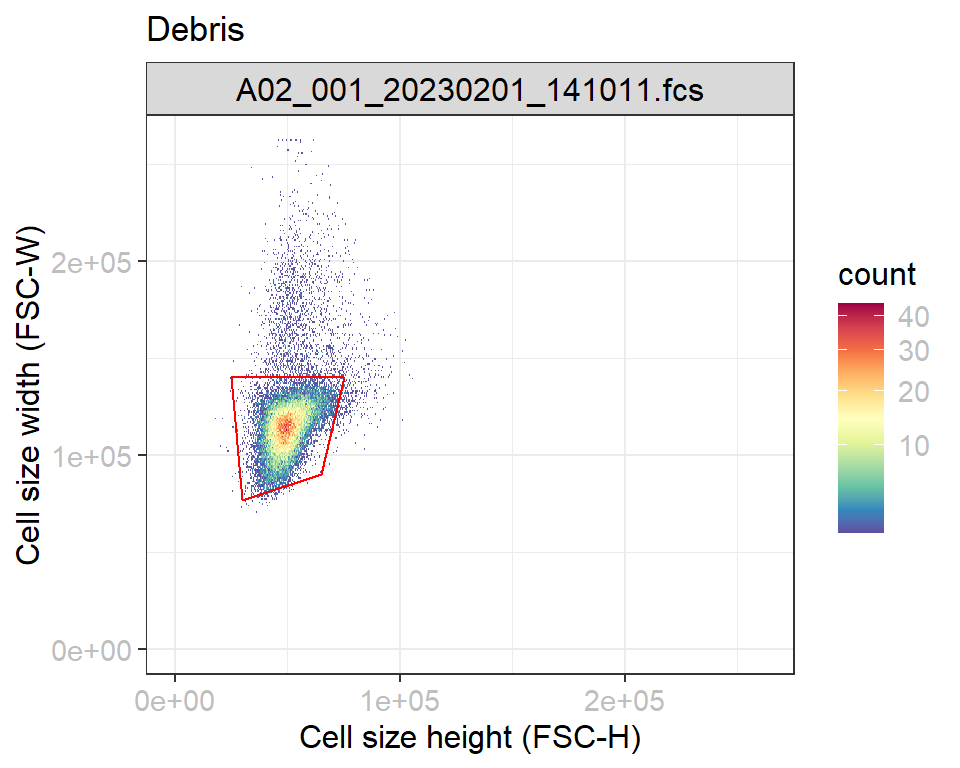 Debris
A02_001_20230201_141011.fcs
Cell size width (FSC-W)
2e+05
1e+05
0e+00
0e+00 1e+05 2e+05
Cell size height (FSC-H)
count
40
30
20
10